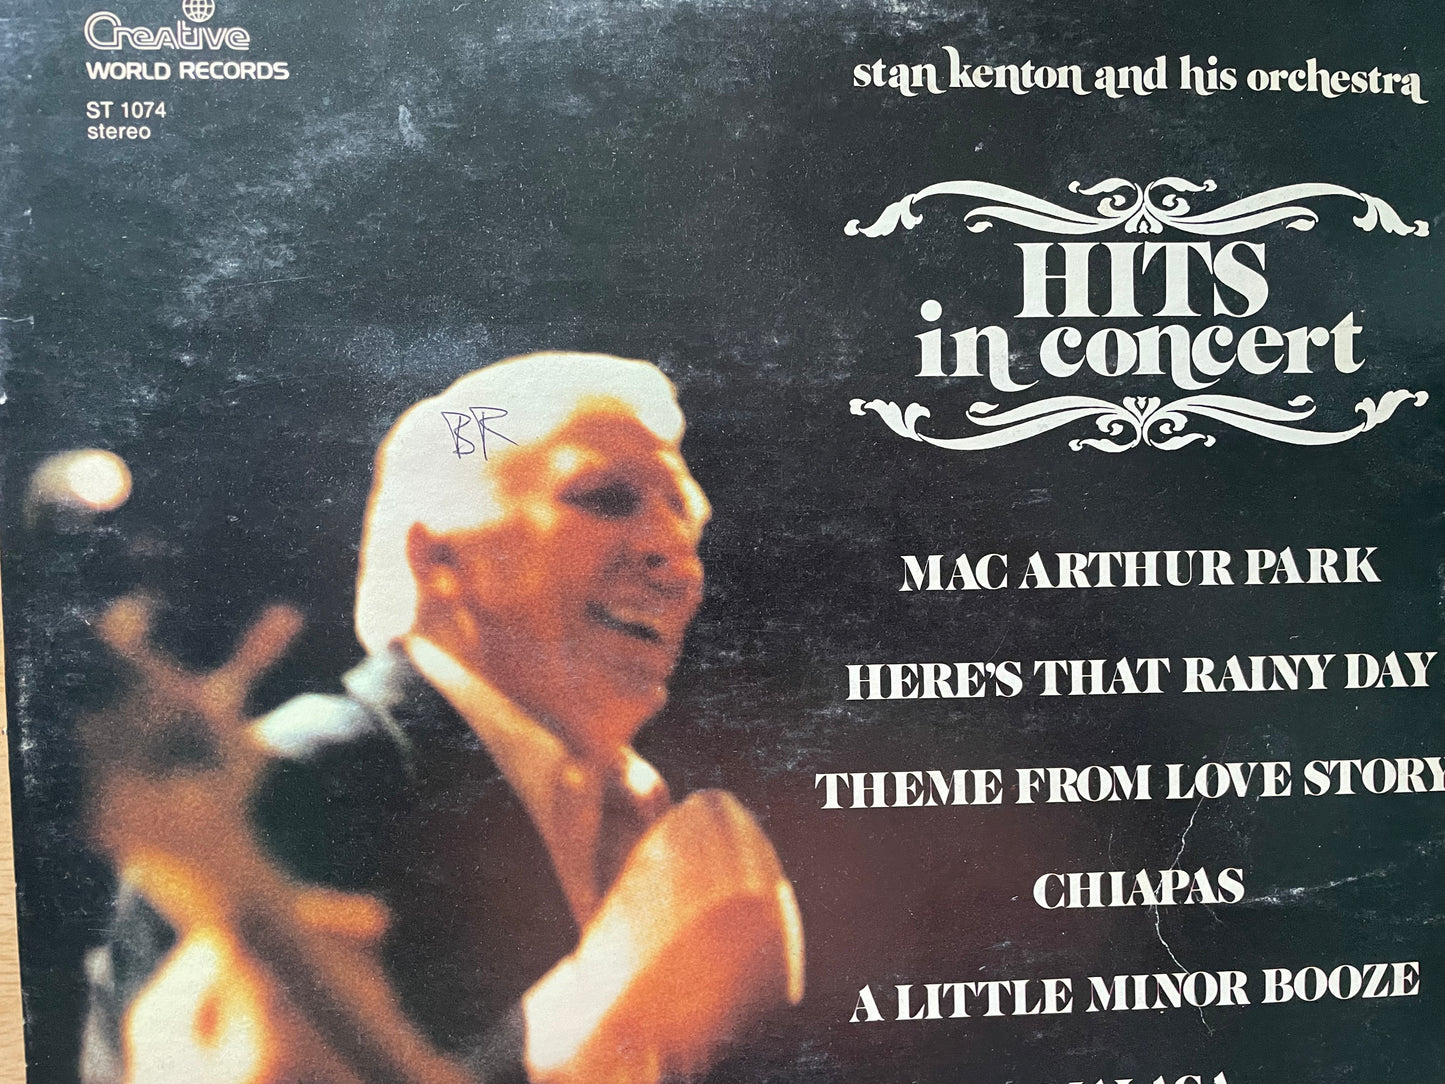 Creative
WORLD RECORDS
ST 1074
stereo
stan kenton and his orchestra
HITS
in concert
BR
MAC ARTHUR PARK
HERE'S THAT RAINY DAY
THEME FROM LOVE STORY
CHIAPAS
A LITTLE MINOR BOOZE